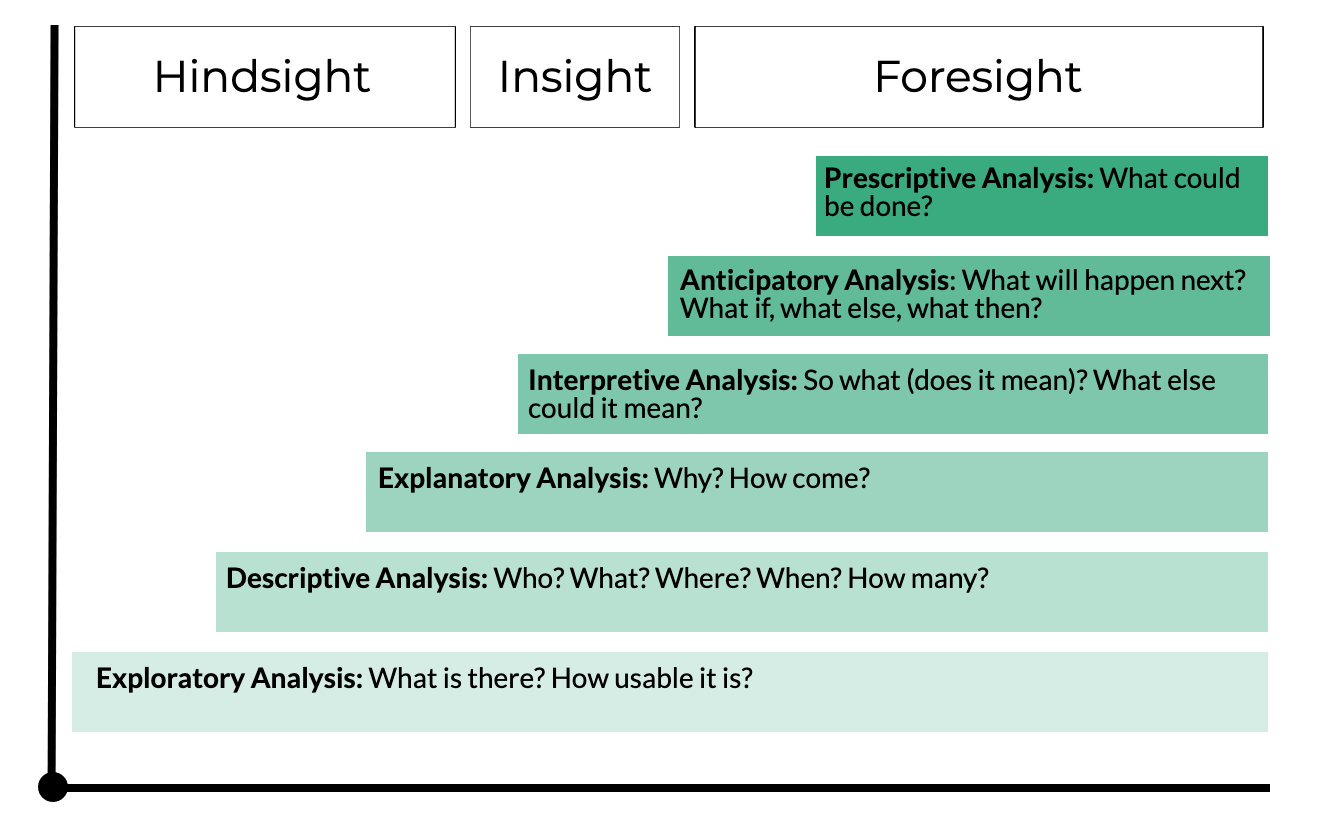 Hindsight
Insight
Foresight
Prescriptive Analysis: What could
be done?
Anticipatory Analysis: What will happen next?
What if, what else, what then?
Interpretive Analysis: So what (does it mean)? What else
could it mean?
Explanatory Analysis: Why? How come?
Descriptive Analysis: Who? What? Where? When? How many?
Exploratory Analysis: What is there? How usable it is?